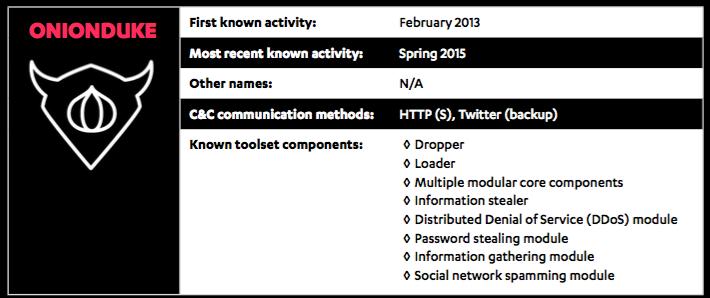 ONIONDUKE
First known activity: February 2013
Most recent known activity: Spring 2015
Other names: N/A
C&C communication methods: HTTP (S), Twitter (backup)
Known toolset components: ◊ Dropper
◊ Loader
◊ Multiple modular core components
◊ Information stealer
◊ Distributed Denial of Service (DDoS) module
◊ Password stealing module
◊ Information gathering module
◊ Social network spamming module